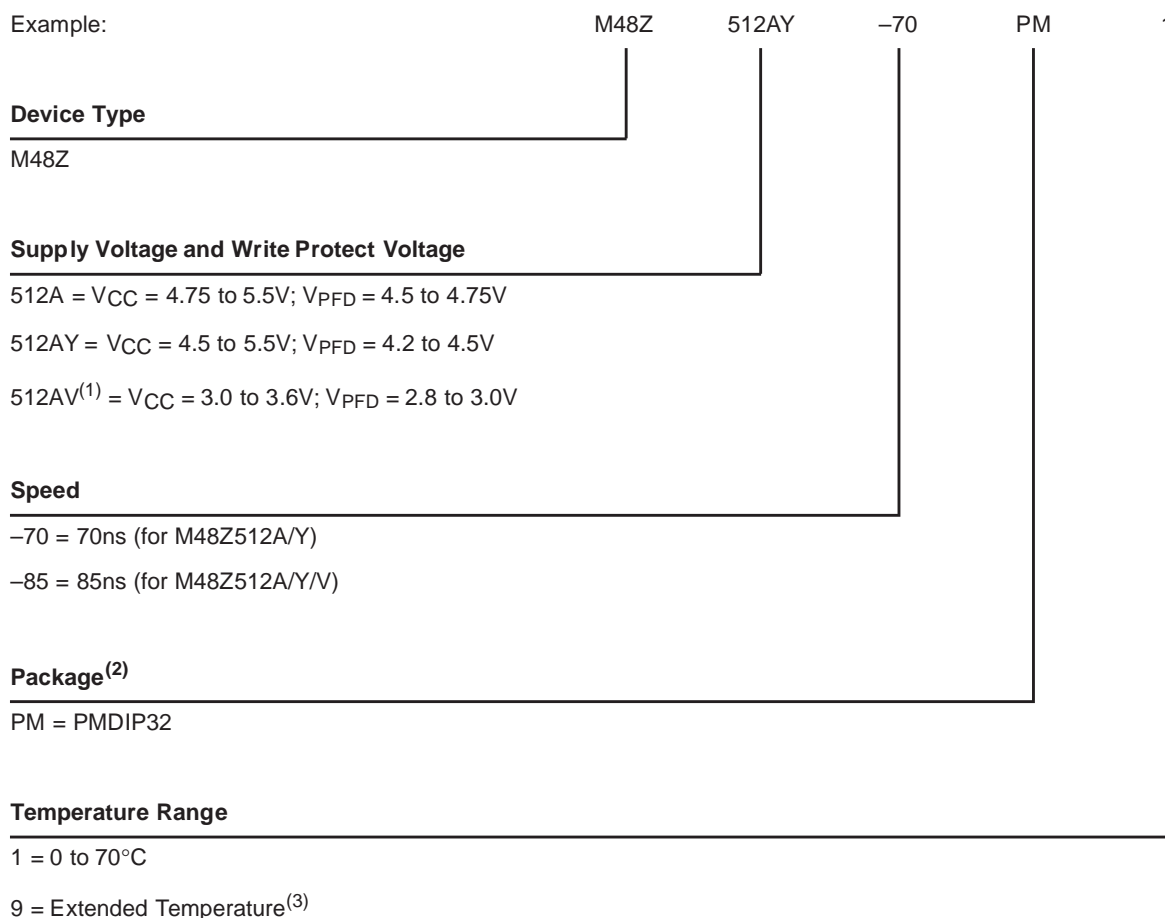 Example: M48Z 512AY –70 PM 1
Device Type
M48Z
Supply Voltage and Write Protect Voltage
512A = VCC = 4.75 to 5.5V; VPFD = 4.5 to 4.75V
512AY = VCC = 4.5 to 5.5V; VPFD = 4.2 to 4.5V
512AV(1) = VCC = 3.0 to 3.6V; VPFD = 2.8 to 3.0V
Speed
–70 = 70ns (for M48Z512A/Y)
–85 = 85ns (for M48Z512A/Y/V)
Package(2)
PM = PMDIP32
Temperature Range
1 = 0 to 70°C
9 = Extended Temperature(3)